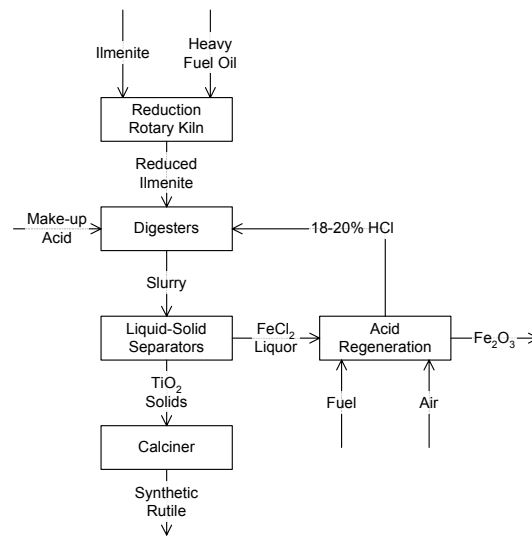 Ilmenite
Heavy
Fuel Oil
Reduction
Rotary Kiln
Reduced
Ilmenite
Make-up
Acid
Digesters
18-20% HCl
Slurry
Liquid-Solid
Separators
FeCl₂
Liquor
Acid
Regeneration
Fe₂O₃
TiO₂
Solids
Fuel
Air
Calciner
Synthetic
Rutile